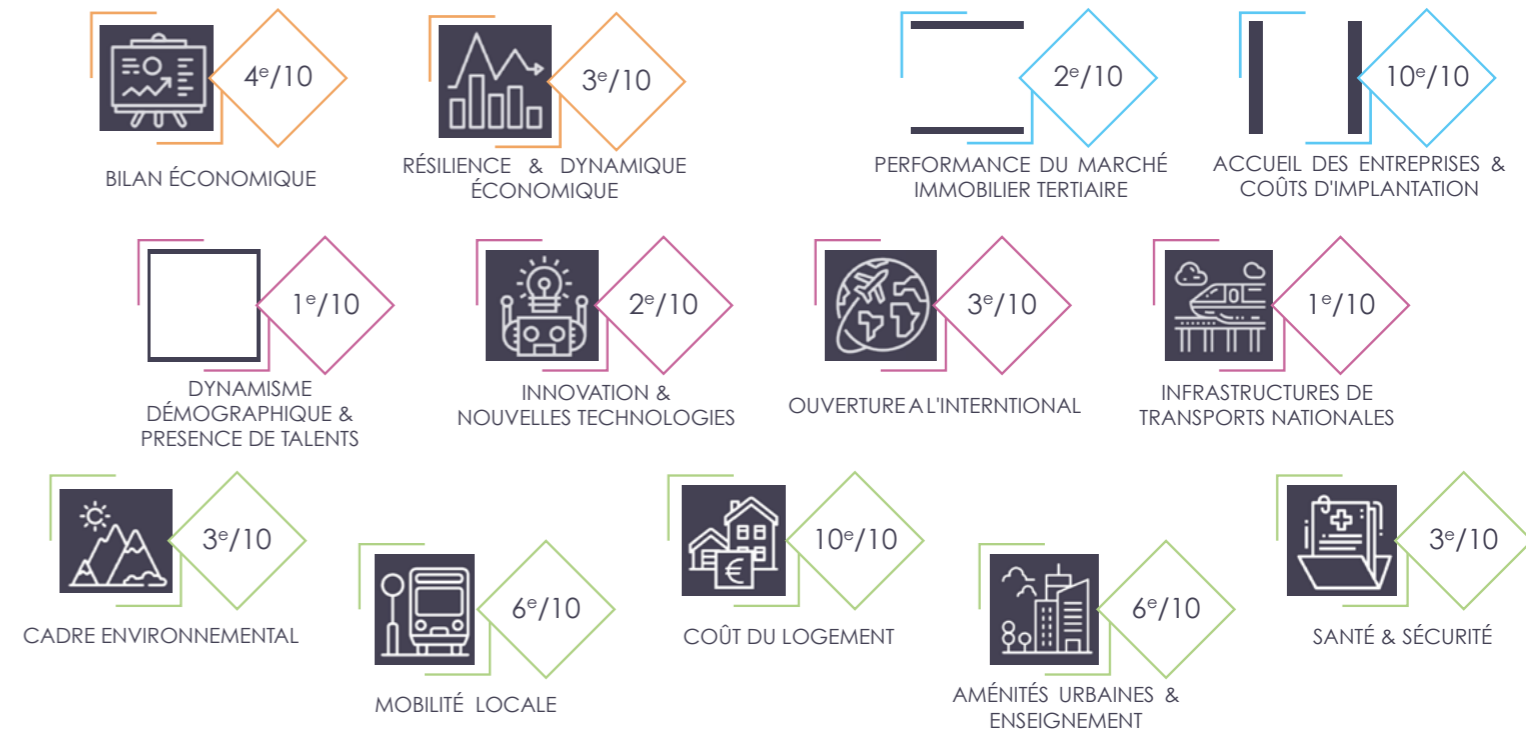 4e/10
BILAN ÉCONOMIQUE
3e/10
RÉSILIENCE & DYNAMIQUE
ÉCONOMIQUE
2e/10
PERFORMANCE DU MARCHÉ
IMMOBILIER TERTIAIRE
10e/10
ACCUEIL DES ENTREPRISES &
COÛTS D'IMPLANTATION
1e/10
DYNAMISME
DÉMOGRAPHIQUE &
PRESENCE DE TALENTS
2e/10
INNOVATION &
NOUVELLES TECHNOLOGIES
3e/10
OUVERTURE A L'INTERNTIONAL
1e/10
INFRASTRUCTURES DE
TRANSPORTS NATIONALES
3e/10
CADRE ENVIRONNEMENTAL
6e/10
MOBILITÉ LOCALE
€
10e/10
COÛT DU LOGEMENT
6e/10
AMÉNITÉS URBAINES &
ENSEIGNEMENT
3e/10
SANTÉ & SÉCURITÉ